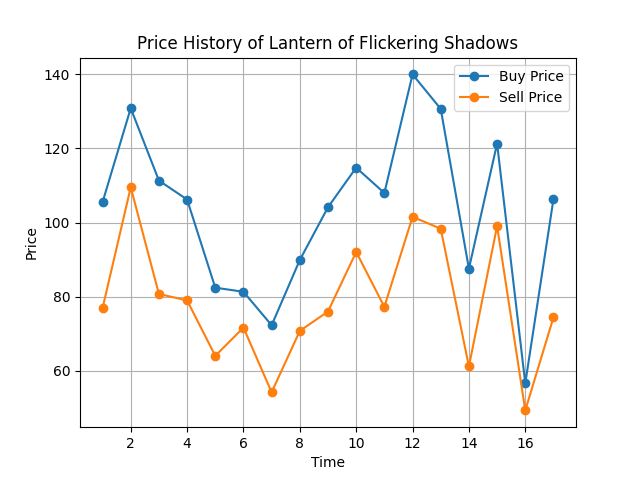 Price History of Lantern of Flickering Shadows
Buy Price
Sell Price
140
120
100
80
60
Price
2 4 6 8 10 12 14 16
Time